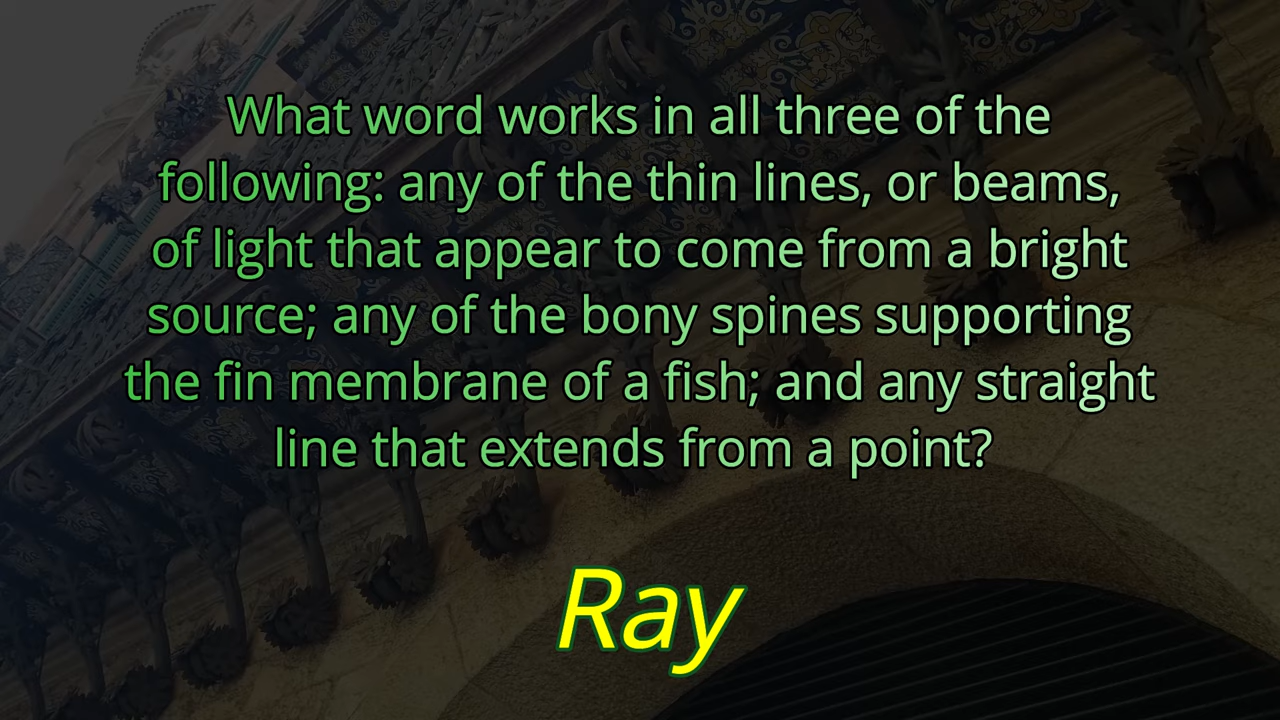 What word works in all three of the
following: any of the thin lines, or beams,
of light that appear to come from a bright
source; any of the bony spines supporting
the fin membrane of a fish; and any straight
line that extends from a point?
Ray